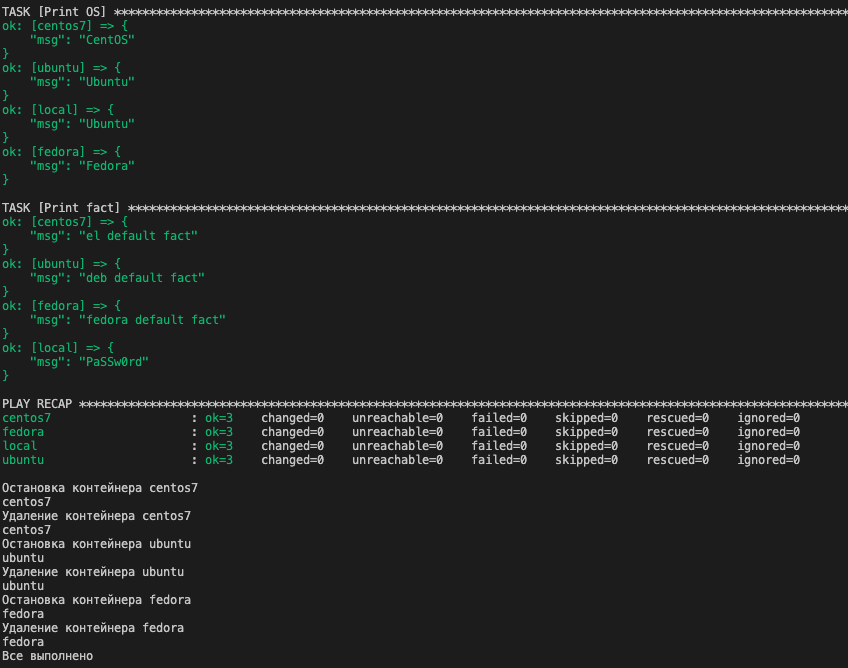 TASK [Print OS] *********************************************************************************************************
ok: [centos7] => {
    "msg": "CentOS"
}
ok: [ubuntu] => {
    "msg": "Ubuntu"
}
ok: [local] => {
    "msg": "Ubuntu"
}
ok: [fedora] => {
    "msg": "Fedora"
}
TASK [Print fact] *******************************************************************************************************
ok: [centos7] => {
    "msg": "el default fact"
}
ok: [ubuntu] => {
    "msg": "deb default fact"
}
ok: [fedora] => {
    "msg": "fedora default fact"
}
ok: [local] => {
    "msg": "PaSSw0rd"
}
PLAY RECAP **************************************************************************************************************
centos7                    : ok=3    changed=0    unreachable=0    failed=0    skipped=0    rescued=0    ignored=0
fedora                     : ok=3    changed=0    unreachable=0    failed=0    skipped=0    rescued=0    ignored=0
local                      : ok=3    changed=0    unreachable=0    failed=0    skipped=0    rescued=0    ignored=0
ubuntu                     : ok=3    changed=0    unreachable=0    failed=0    skipped=0    rescued=0    ignored=0
Остановка контейнера centos7
centos7
Удаление контейнера centos7
centos7
Остановка контейнера ubuntu
ubuntu
Удаление контейнера ubuntu
ubuntu
Остановка контейнера fedora
fedora
Удаление контейнера fedora
fedora
Все выполнено